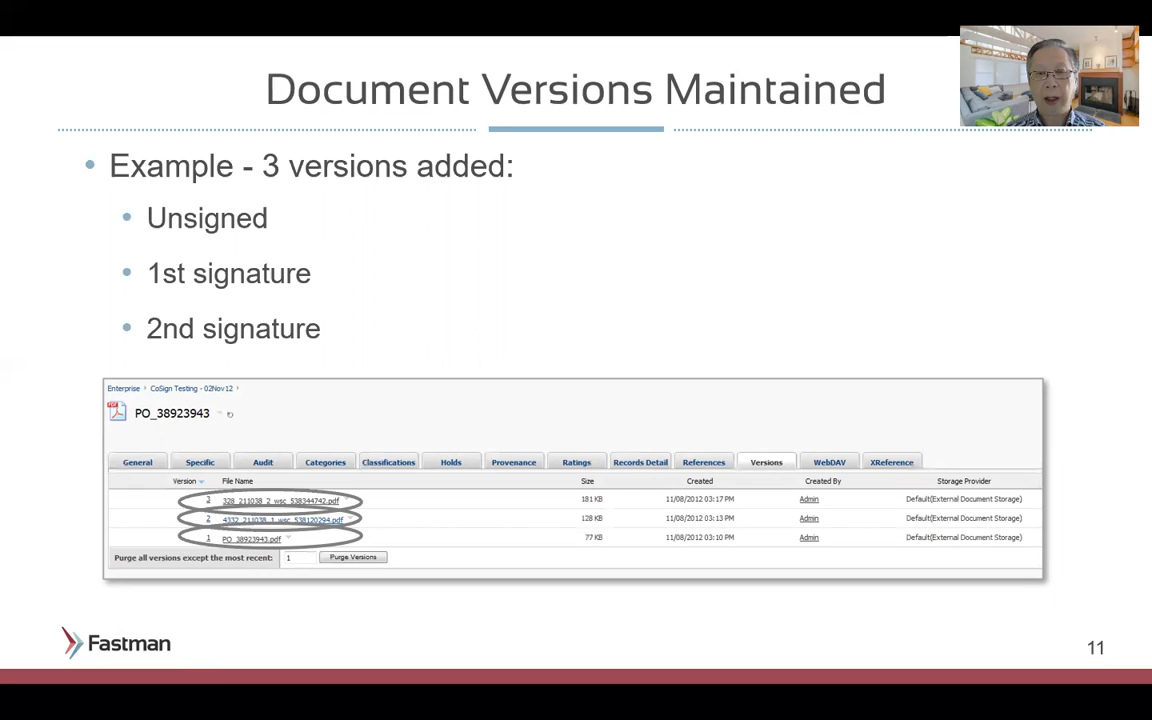 Document Versions Maintained
Example - 3 versions added:
Unsigned
1st signature
2nd signature
Enterprise › CoSign Testing - 02Nov12 ›
PO_38923943
General Specific Audit Categories Classifications Holds Provenance Ratings Records Detail References Versions WebDAV XReference
Version File Name Size Created Created By Storage Provider
3 328_211038_2_wsc_538344742.pdf 181 KB 11/08/2012 03:17 PM Admin Default(External Document Storage)
2 4332_211038_1_wsc_538120294.pdf 128 KB 11/08/2012 03:13 PM Admin Default(External Document Storage)
1 PO_38923943.pdf 77 KB 11/08/2012 03:10 PM Admin Default(External Document Storage)
Purge all versions except the most recent: 1 Purge Versions
Fastman
11